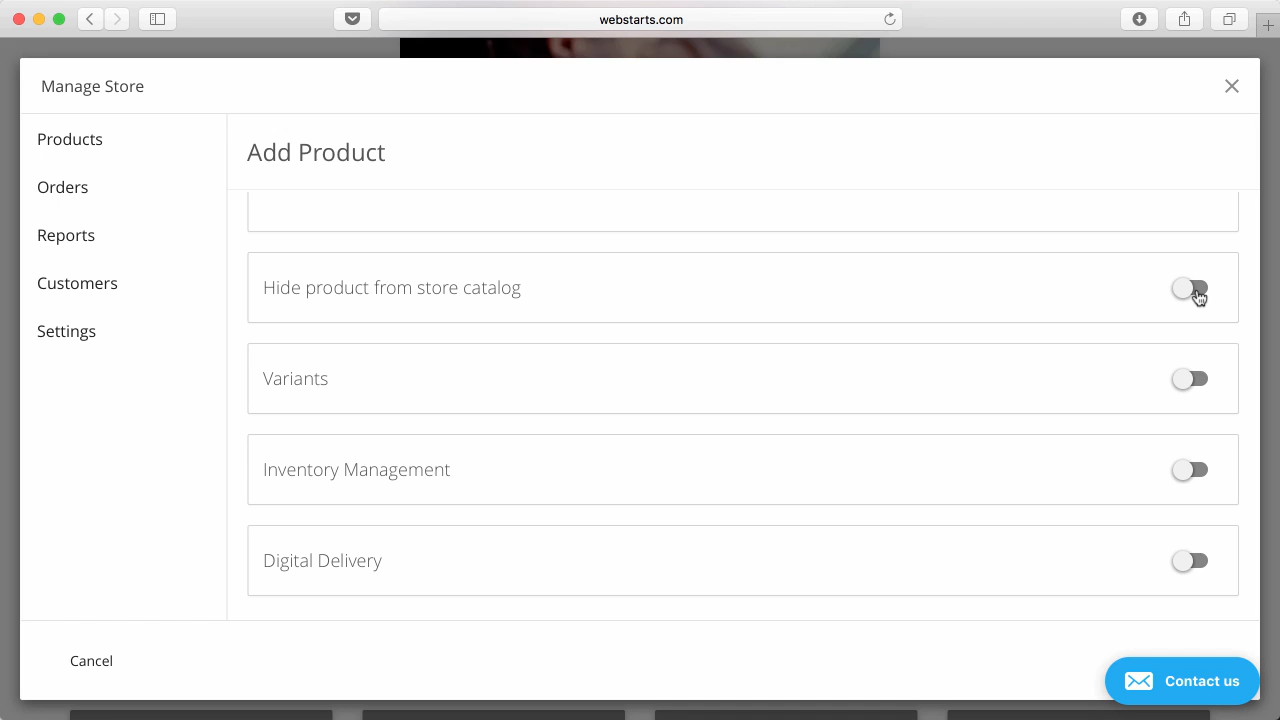 webstarts.com
Manage Store
Products
Orders
Reports
Customers
Settings
Add Product
Hide product from store catalog
Variants
Inventory Management
Digital Delivery
Cancel
Contact us